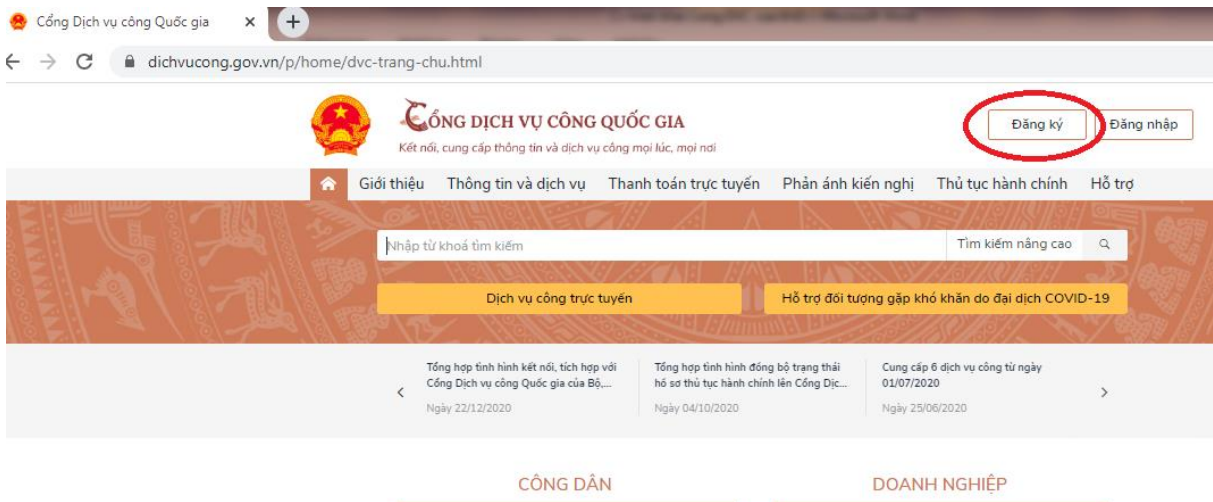 Cổng Dịch vụ công Quốc gia
dichvucong.gov.vn/p/home/dvc-trang-chu.html
CỔNG DỊCH VỤ CÔNG QUỐC GIA
Kết nối, cung cấp thông tin và dịch vụ công mọi lúc, mọi nơi
Đăng ký
Đăng nhập
Giới thiệu Thông tin và dịch vụ Thanh toán trực tuyến Phản ánh kiến nghị Thủ tục hành chính Hỗ trợ
Nhập từ khoá tìm kiếm
Tìm kiếm nâng cao
Dịch vụ công trực tuyến
Hỗ trợ đối tượng gặp khó khăn do đại dịch COVID-19
Tổng hợp tình hình kết nối, tích hợp với
Cổng Dịch vụ công Quốc gia của Bộ,...
Ngày 22/12/2020
Tổng hợp tình hình đồng bộ trạng thái
hồ sơ thủ tục hành chính lên Cổng Dịc...
Ngày 04/10/2020
Cung cấp 6 dịch vụ công từ ngày
01/07/2020
Ngày 25/06/2020
CÔNG DÂN
DOANH NGHIỆP